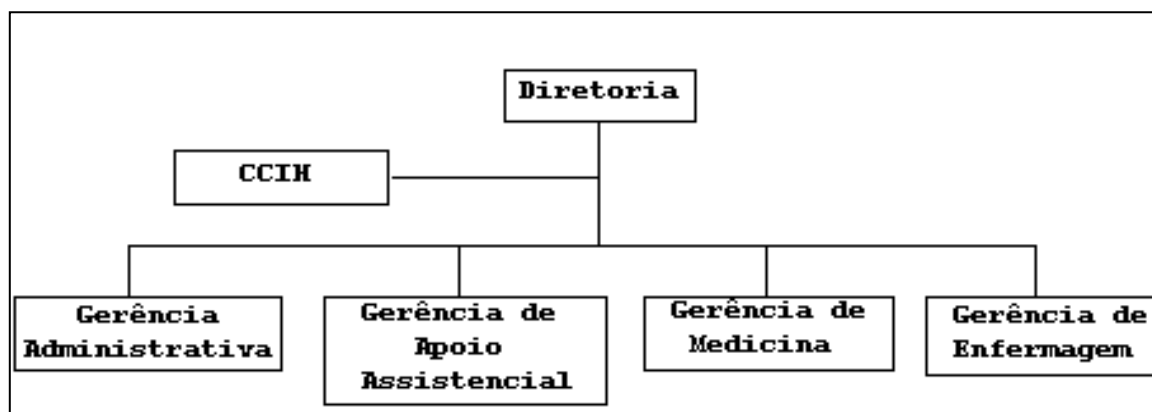 Diretoria
CCIH
Gerência
Administrativa
Gerência de
Apoio
Assistencial
Gerência de
Medicina
Gerência de
Enfermagem